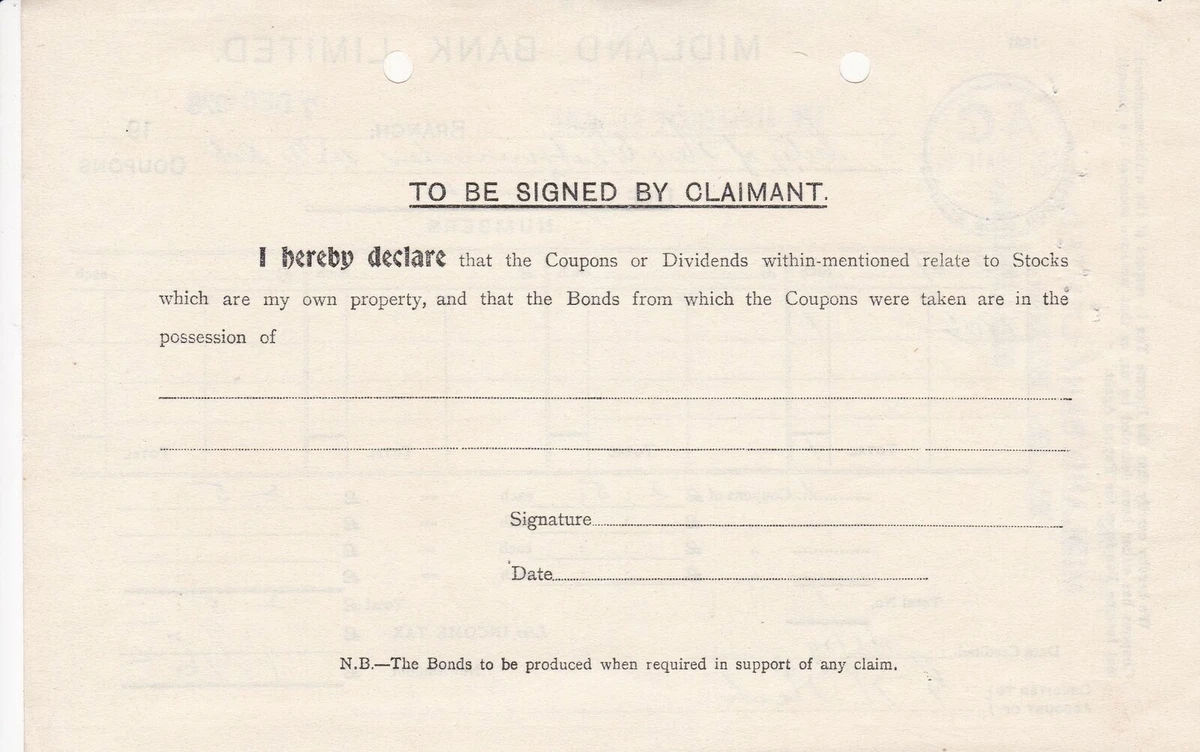 TO BE SIGNED BY CLAIMANT.
I hereby declare that the Coupons or Dividends within-mentioned relate to Stocks
which are my own property, and that the Bonds from which the Coupons were taken are in the
possession of
Signature
Date
N.B.—The Bonds to be produced when required in support of any claim.